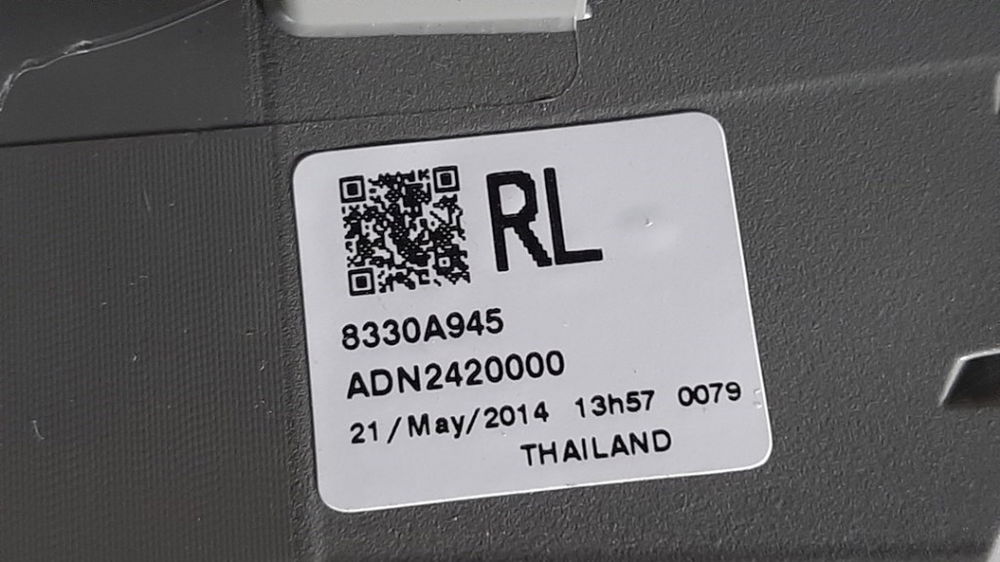 RL
8330A945
ADN2420000
21/May/2014 13h57 0079
THAILAND